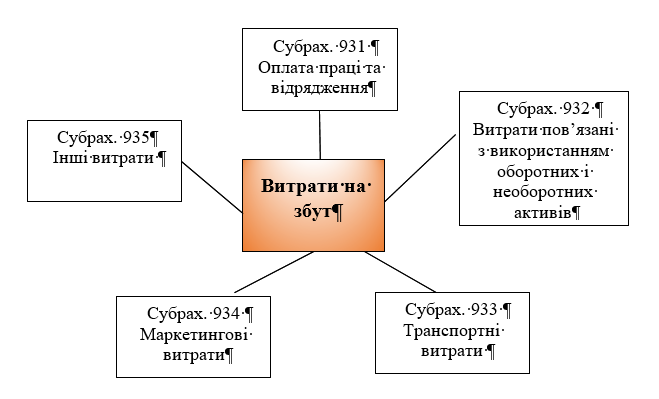 Субрах.·931·¶
Оплата·праці·та·
відрядження¶
Субрах.·932·¶
Витрати·пов’язані·
з·використанням·
оборотних·і·
необоротних·
активів¶
Субрах.·935¶
Інші·витрати·¶
Витрати·на·
збут¶
Субрах.·934·¶
Маркетингові·
витрати¶
Субрах.·933·¶
Транспортні·
витрати·¶